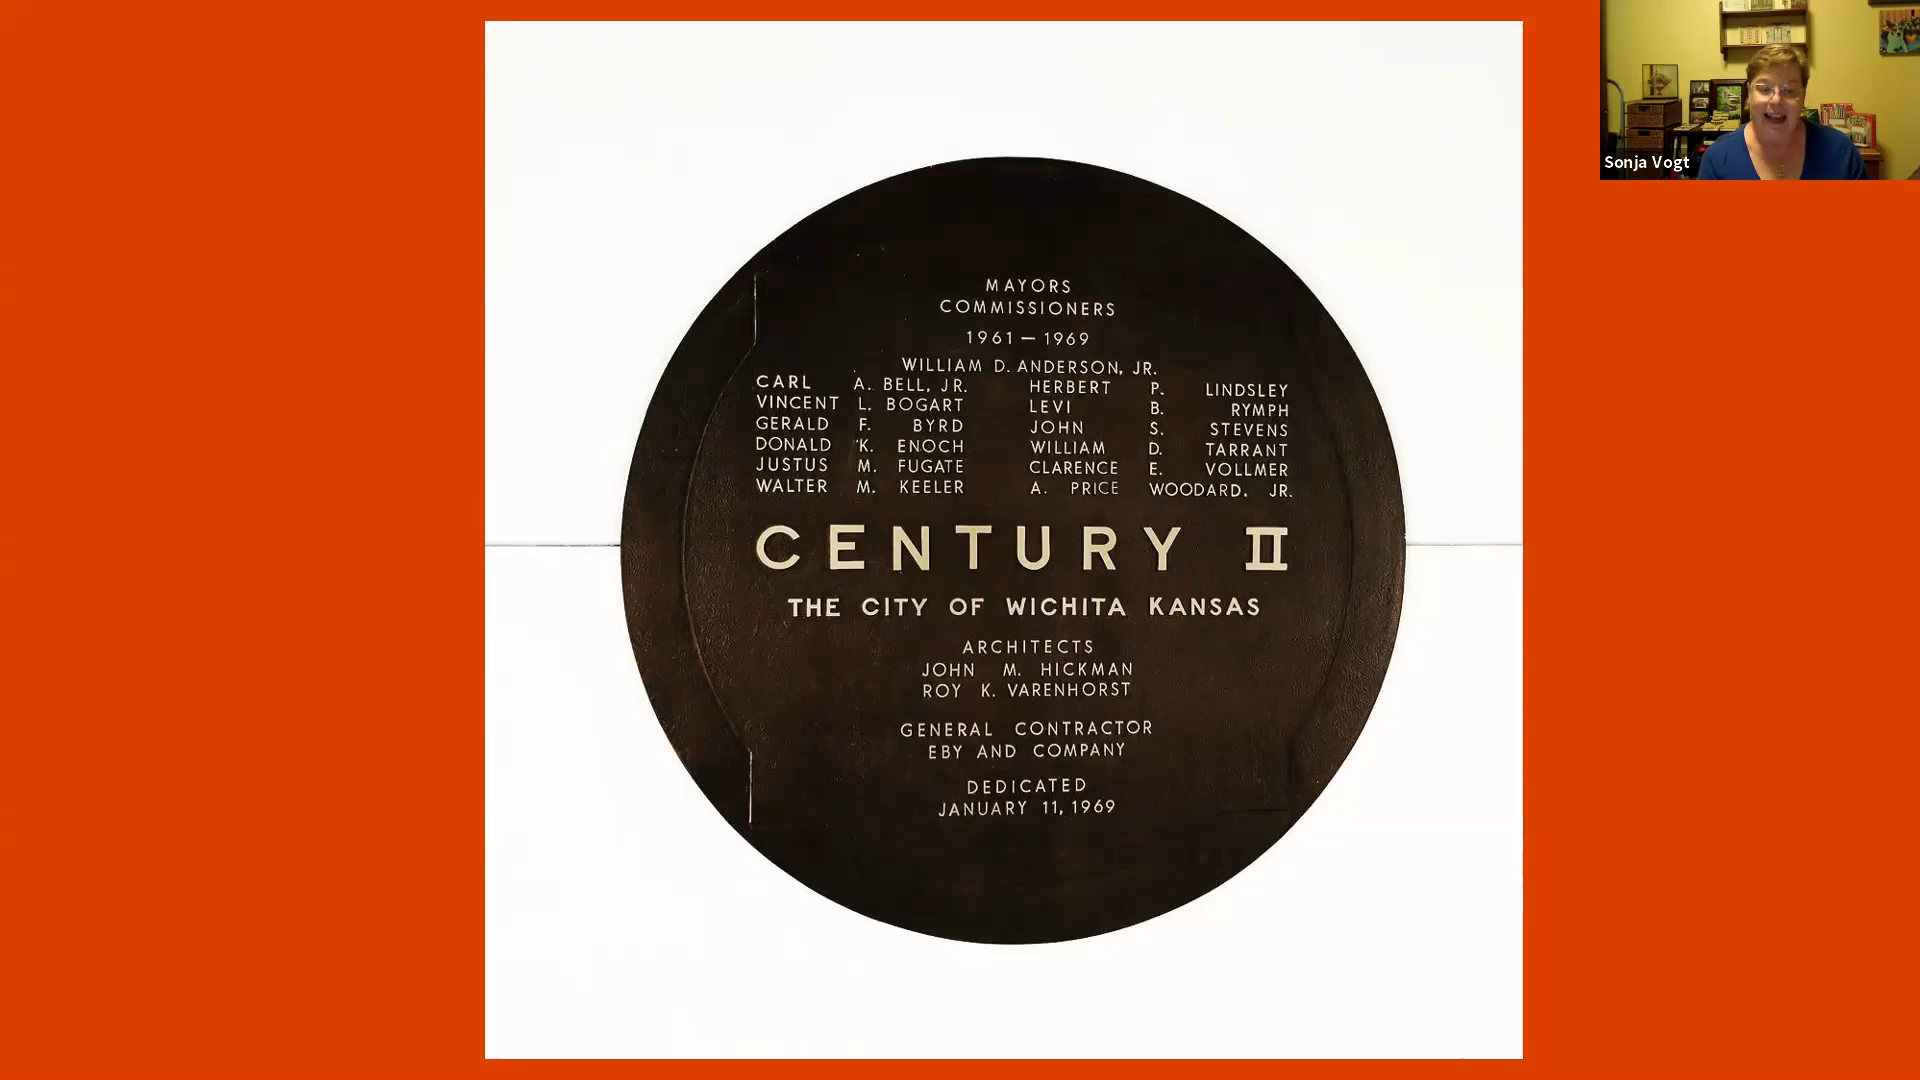 MAYORS
COMMISSIONERS
1961 — 1969
WILLIAM D. ANDERSON, JR.
CARL A. BELL, JR. HERBERT P. LINDSLEY
VINCENT L. BOGART LEVI B. RYMPH
GERALD F. BYRD JOHN S. STEVENS
DONALD K. ENOCH WILLIAM D. TARRANT
JUSTUS M. FUGATE CLARENCE E. VOLLMER
WALTER M. KEELER A. PRICE WOODARD. JR.
CENTURY II
THE CITY OF WICHITA KANSAS
ARCHITECTS
JOHN M. HICKMAN
ROY K. VARENHORST
GENERAL CONTRACTOR
EBY AND COMPANY
DEDICATED
JANUARY 11, 1969
Sonja Vogt